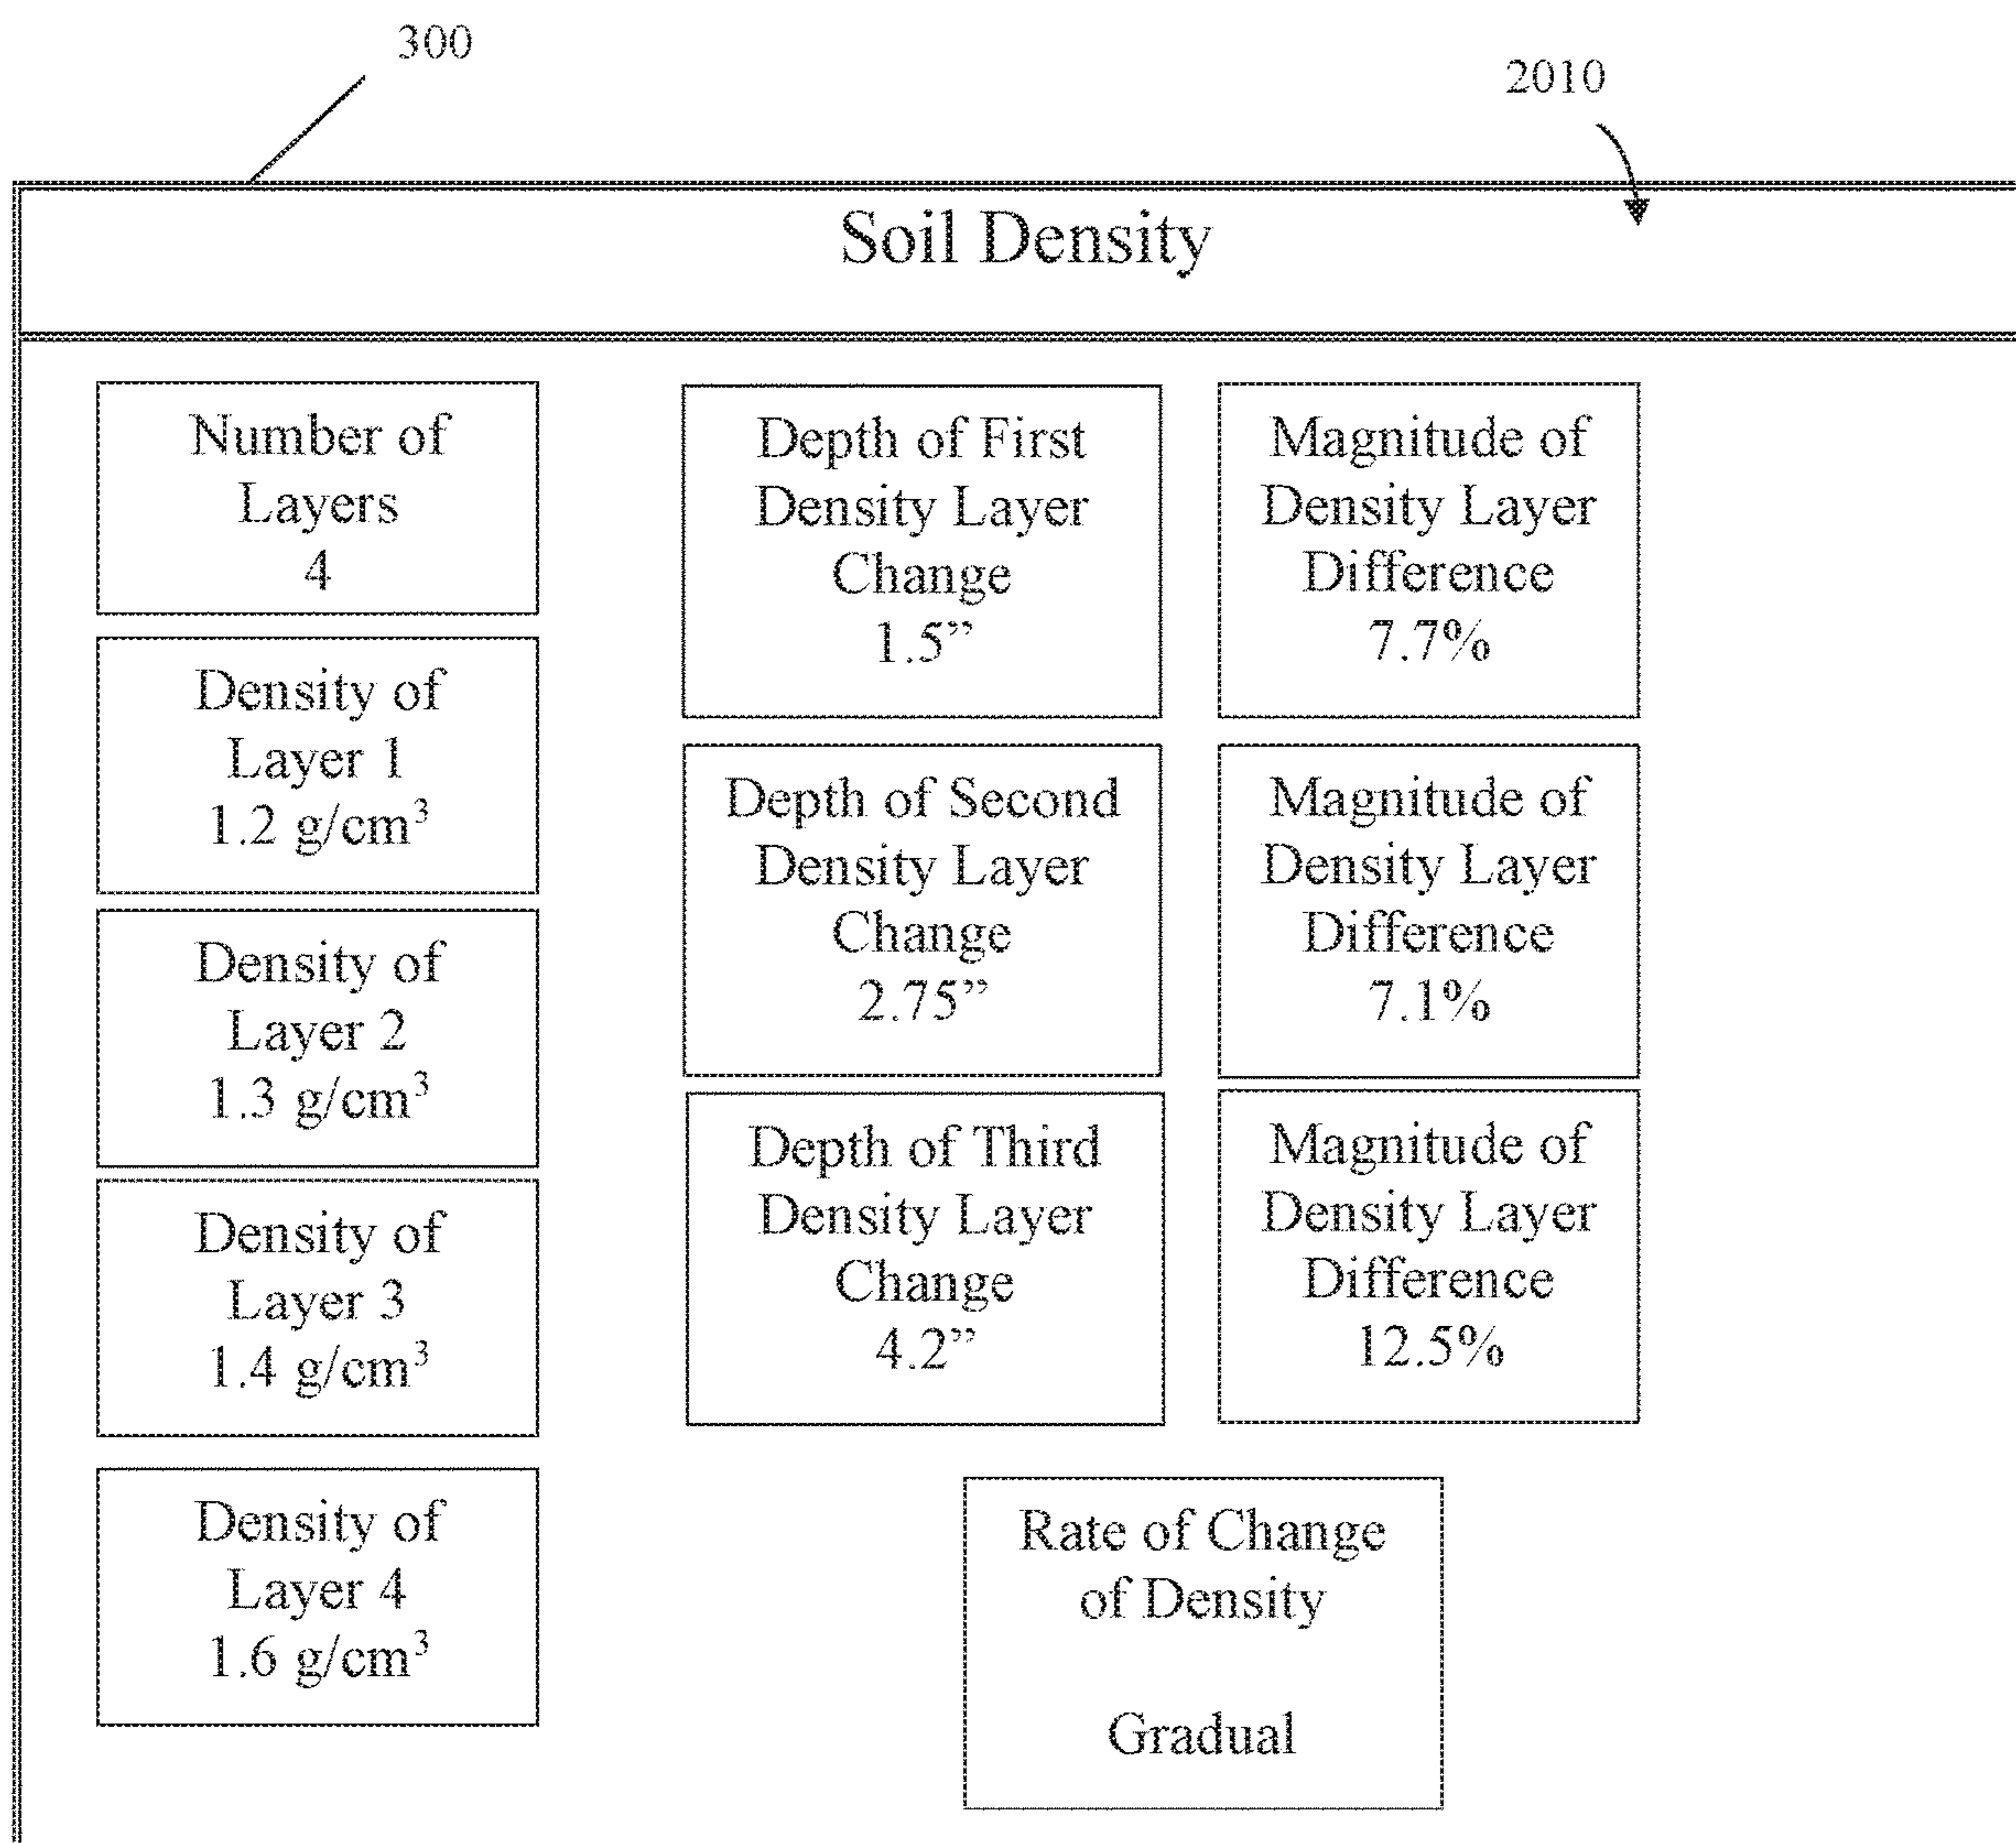 300
2010
Soil Density
Number of
Layers
4
Density of
Layer 1
1.2 g/cm³
Density of
Layer 2
1.3 g/cm³
Density of
Layer 3
1.4 g/cm³
Density of
Layer 4
1.6 g/cm³
Depth of First
Density Layer
Change
1.5”
Magnitude of
Density Layer
Difference
7.7%
Depth of Second
Density Layer
Change
2.75”
Magnitude of
Density Layer
Difference
7.1%
Depth of Third
Density Layer
Change
4.2”
Magnitude of
Density Layer
Difference
12.5%
Rate of Change
of Density
Gradual